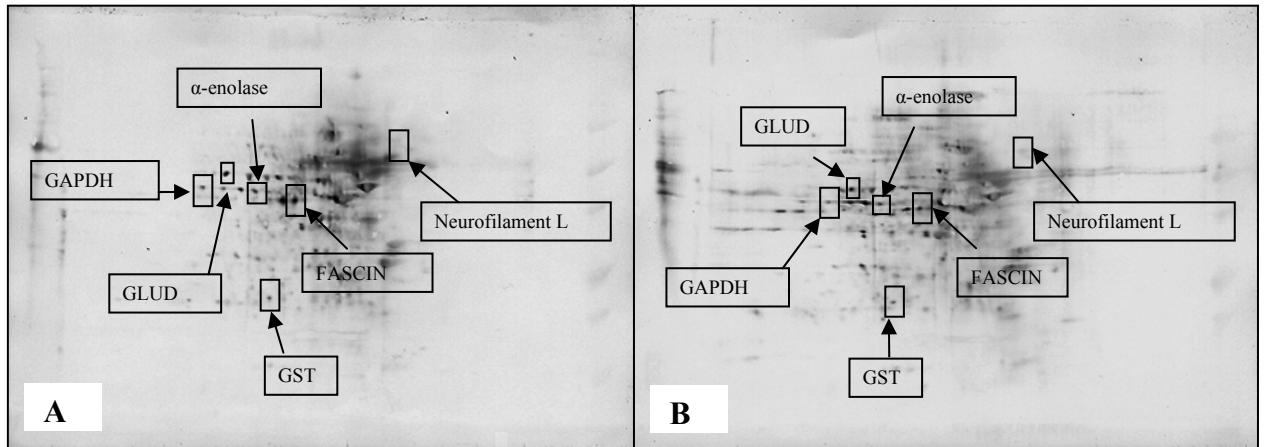 α-enolase
GAPDH
Neurofilament L
FASCIN
GLUD
GST
A
α-enolase
GLUD
Neurofilament L
FASCIN
GAPDH
GST
B